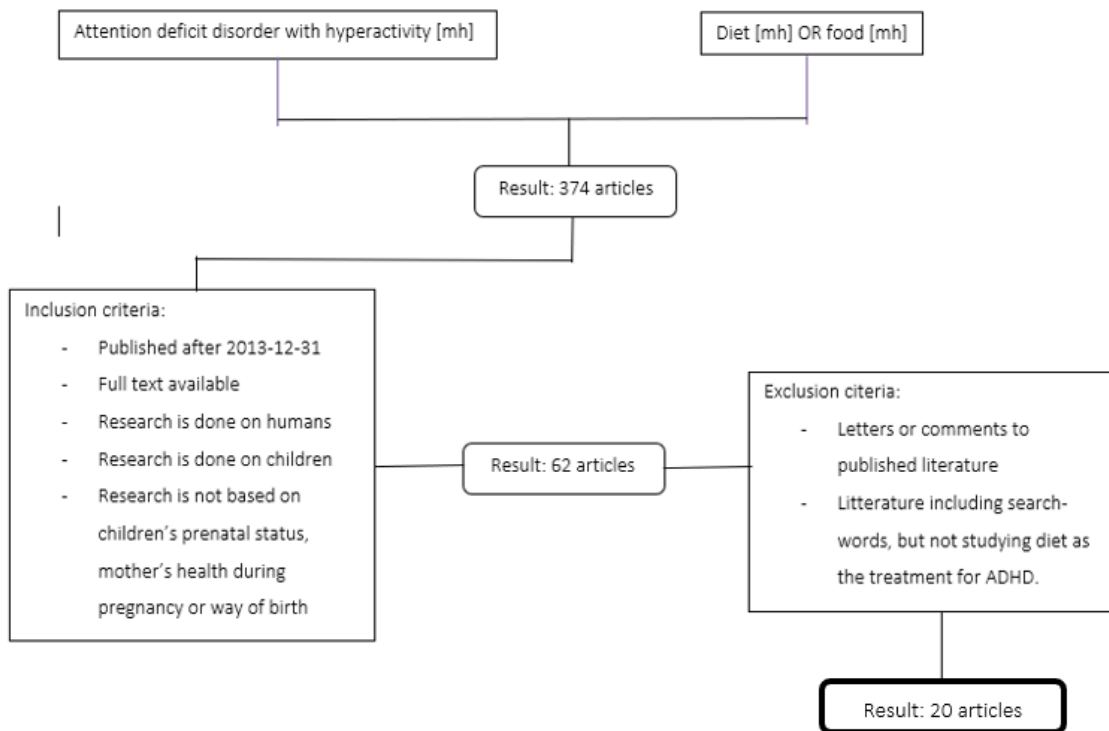 Attention deficit disorder with hyperactivity [mh]
Diet [mh] OR food [mh]
Result: 374 articles
Inclusion criteria:
- Published after 2013-12-31
- Full text available
- Research is done on humans
- Research is done on children
- Research is not based on
children’s prenatal status,
mother’s health during
pregnancy or way of birth
Result: 62 articles
Exclusion citeria:
- Letters or comments to
published literature
- Litterature including search-
words, but not studying diet as
the treatment for ADHD.
Result: 20 articles